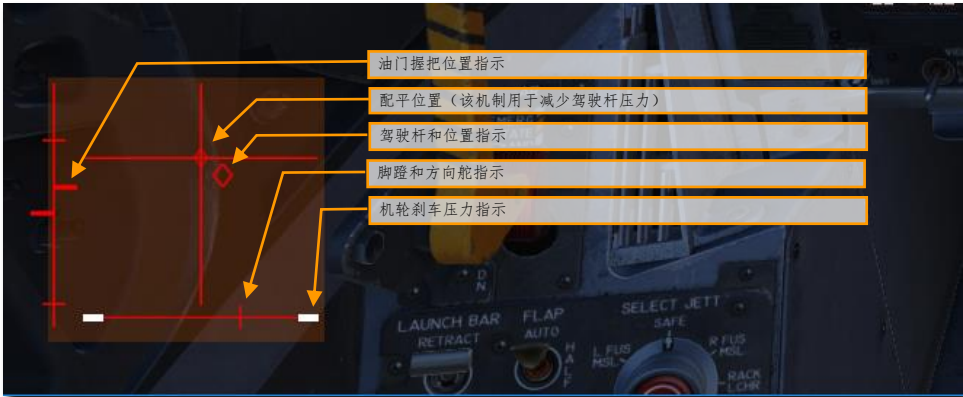 油门握把位置指示
配平位置（该机制用于减少驾驶杆压力）
驾驶杆和位置指示
脚蹬和方向舵指示
机轮刹车压力指示
EMERG
DN
LAUNCH BAR
RETRACT
FLAP
AUTO
HALF
SELECT JETT
SAFE
L FUS
MSL
R FUS
MSL
RACK
LCHR